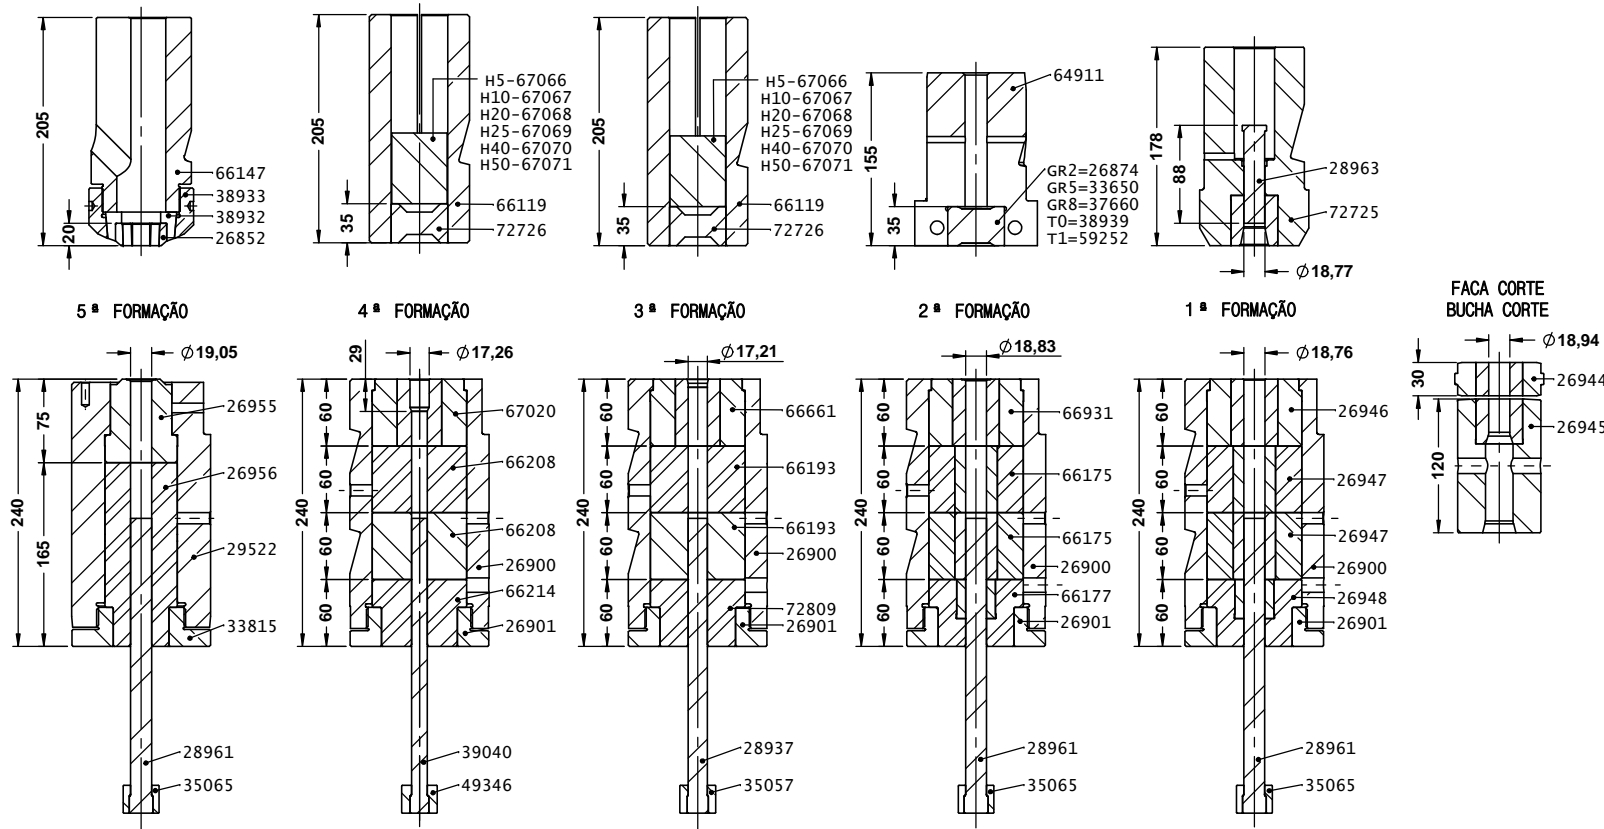 205
20
66147
38933
38932
26852
205
35
H5-67066
H10-67067
H20-67068
H25-67069
H40-67070
H50-67071
66119
72726
205
35
H5-67066
H10-67067
H20-67068
H25-67069
H40-67070
H50-67071
66119
72726
155
35
64911
GR2=26874
GR5=33650
GR8=37660
T0=38939
T1=59252
178
88
28963
72725
Ø18,77
5ª FORMAÇÃO
4ª FORMAÇÃO
3ª FORMAÇÃO
2ª FORMAÇÃO
1ª FORMAÇÃO
FACA CORTE
BUCHA CORTE
Ø19,05
240
75
165
26955
26956
29522
33815
28961
35065
29
Ø17,26
240
60
60
60
60
67020
66208
66208
26900
66214
26901
39040
49346
Ø17,21
240
60
60
60
60
66661
66193
66193
26900
72809
26901
28937
35057
Ø18,83
240
60
60
60
60
66931
66175
66175
26900
66177
26901
28961
35065
Ø18,76
240
60
60
60
60
26946
26947
26947
26900
26948
26901
28961
35065
Ø18,94
30
120
26944
26945